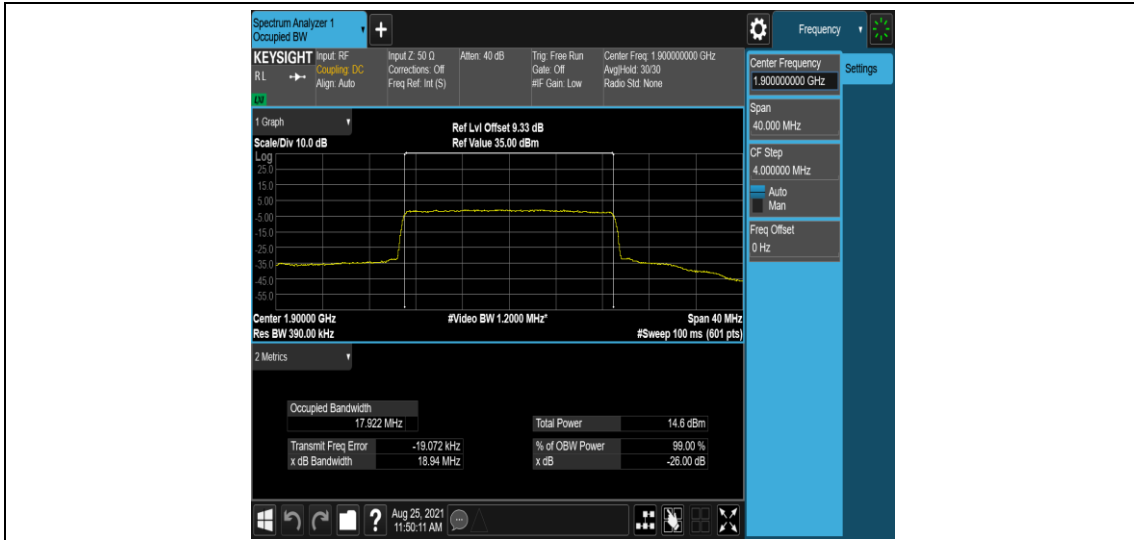 Spectrum Analyzer 1
Occupied BW
+
Frequency
KEYSIGHT
R L
LXI
Input: RF
Coupling: DC
Align: Auto
Input Z: 50 Ω
Corrections: Off
Freq Ref: Int (S)
Atten: 40 dB
Trig: Free Run
Gate: Off
#IF Gain: Low
Center Freq: 1.900000000 GHz
Avg|Hold: 30/30
Radio Std: None
Center Frequency
1.900000000 GHz
Settings
Span
40.000 MHz
CF Step
4.000000 MHz
Auto
Man
Freq Offset
0 Hz
1 Graph
Scale/Div 10.0 dB
Ref Lvl Offset 9.33 dB
Ref Value 35.00 dBm
Log
25.0
15.0
5.00
-5.00
-15.0
-25.0
-35.0
-45.0
-55.0
Center 1.90000 GHz
#Video BW 1.2000 MHz*
Span 40 MHz
Res BW 390.00 kHz
#Sweep 100 ms (601 pts)
2 Metrics
Occupied Bandwidth
17.922 MHz
Total Power 14.6 dBm
Transmit Freq Error -19.072 kHz
% of OBW Power 99.00 %
x dB Bandwidth 18.94 MHz
x dB -26.00 dB
?
Aug 25, 2021
11:50:11 AM